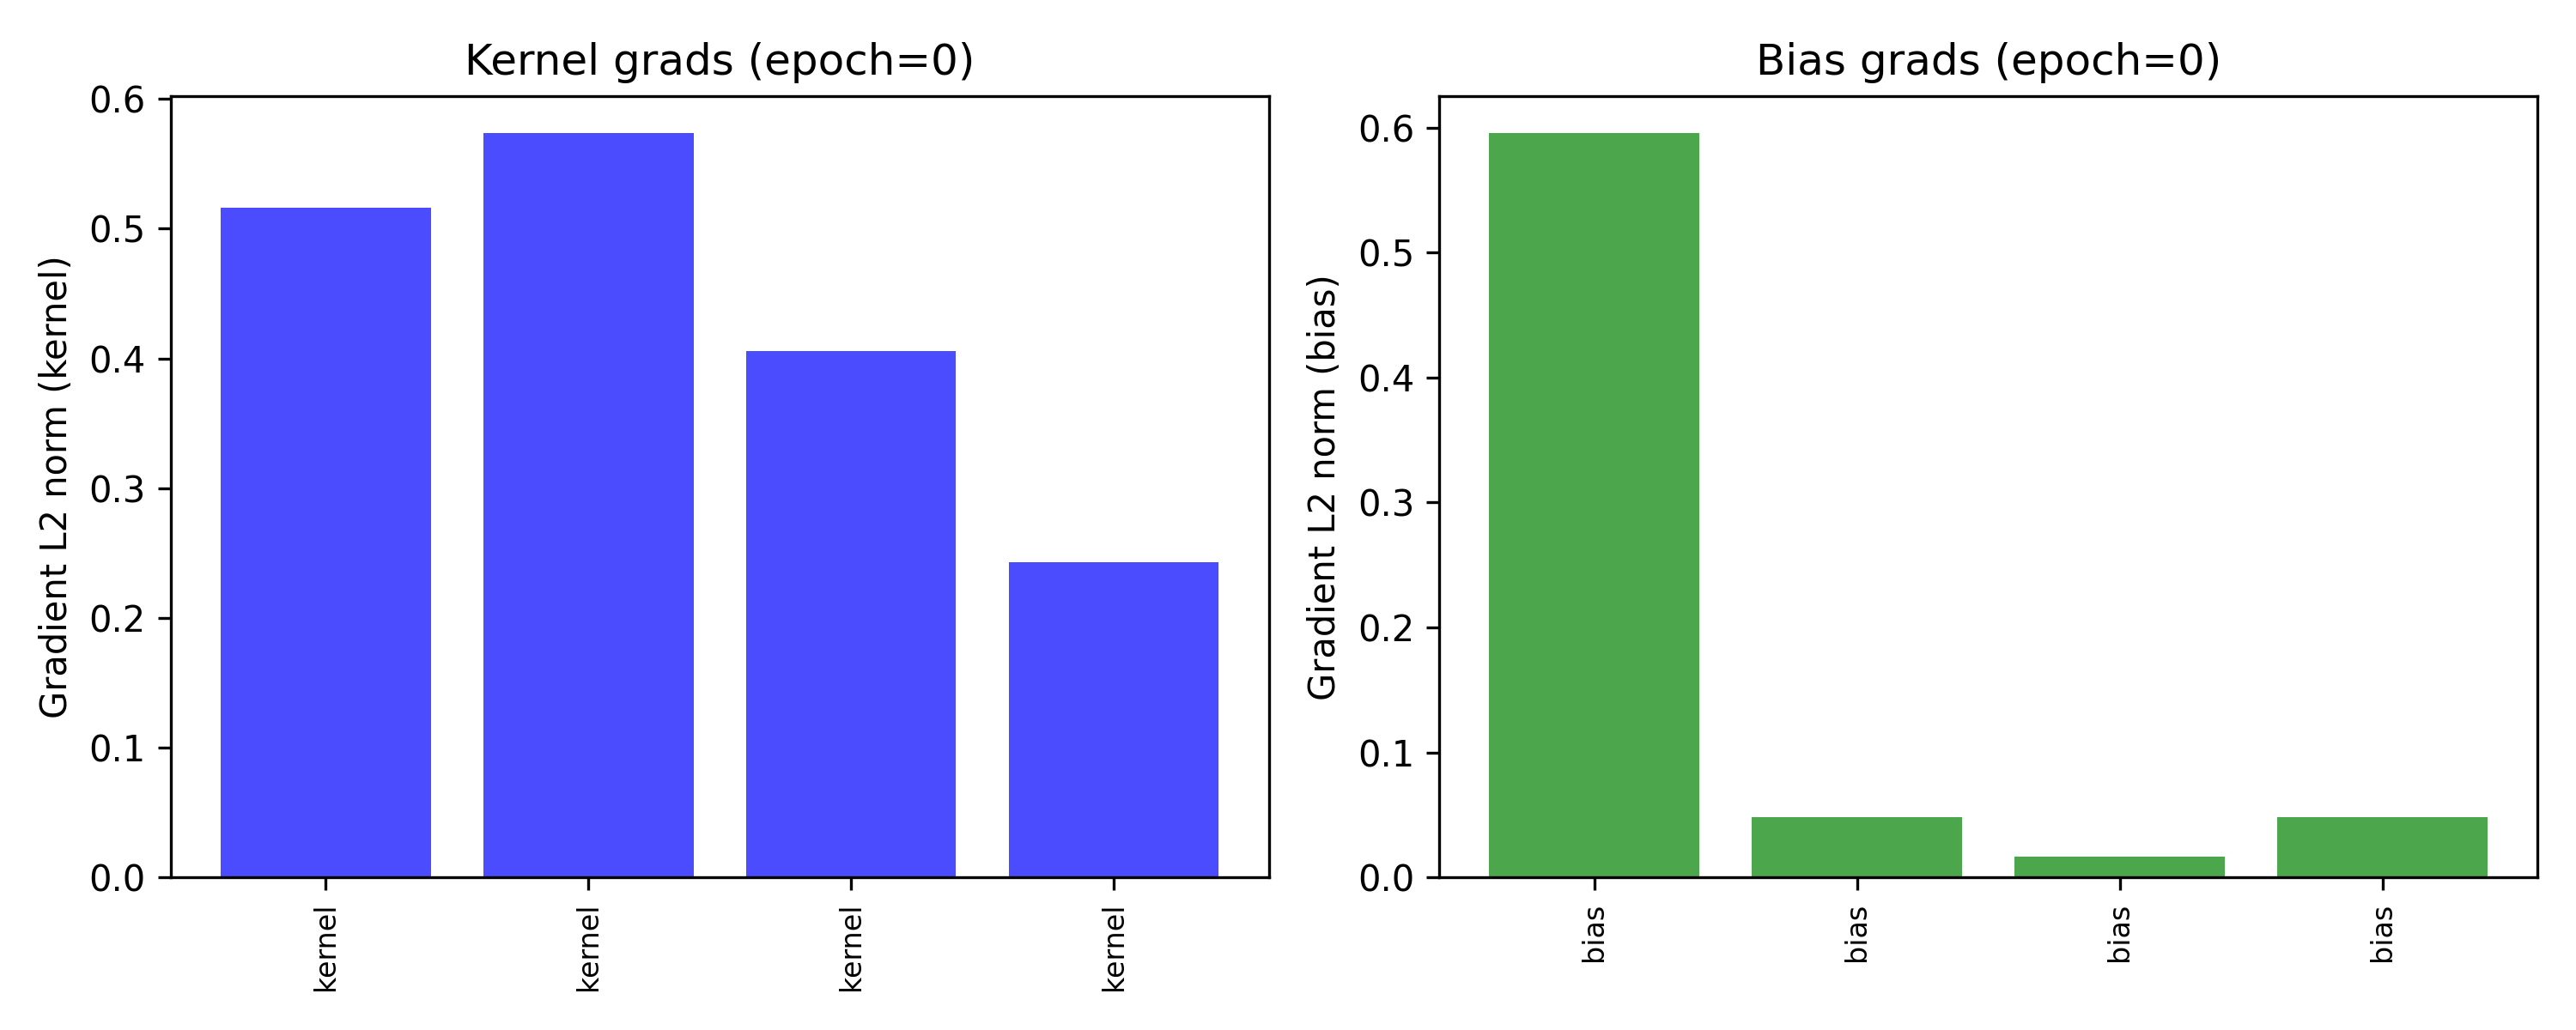 Kernel grads (epoch=0)
Gradient L2 norm (kernel)
0.6
0.5
0.4
0.3
0.2
0.1
0.0
kernel
kernel
kernel
kernel
Bias grads (epoch=0)
Gradient L2 norm (bias)
0.6
0.5
0.4
0.3
0.2
0.1
0.0
bias
bias
bias
bias